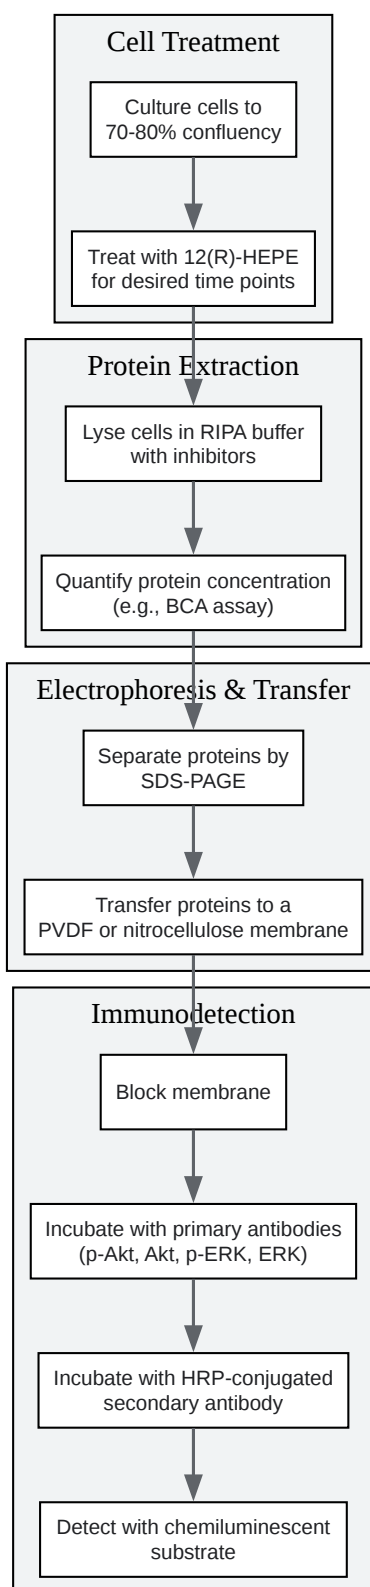 Cell Treatment
Culture cells to
70-80% confluency
Treat with 12(R)-HEPE
for desired time points
Protein Extraction
Lyse cells in RIPA buffer
with inhibitors
Quantify protein concentration
(e.g., BCA assay)
Electrophoresis & Transfer
Separate proteins by
SDS-PAGE
Transfer proteins to a
PVDF or nitrocellulose membrane
Immunodetection
Block membrane
Incubate with primary antibodies
(p-Akt, Akt, p-ERK, ERK)
Incubate with HRP-conjugated
secondary antibody
Detect with chemiluminescent
substrate